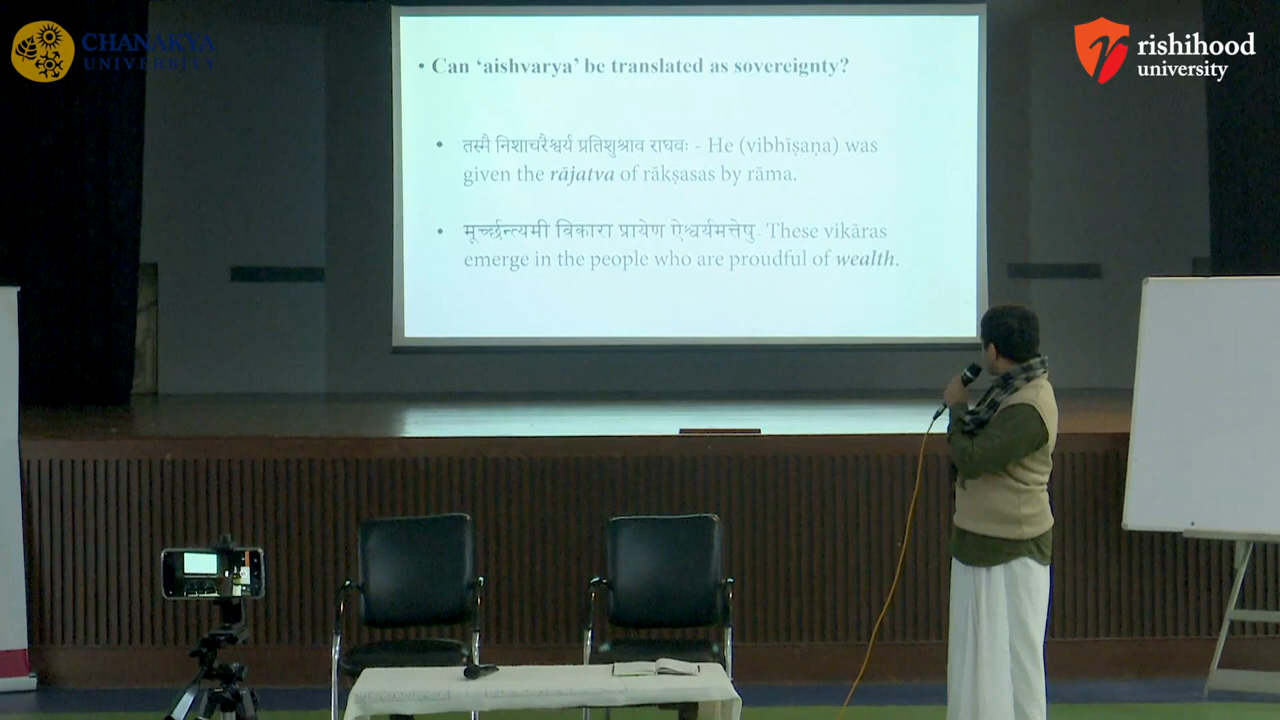 CHANAKYA
UNIVERSITY
rishihood
university
• Can ‘aishvarya’ be translated as sovereignty?
• तस्मै निशाचरैश्वर्यं प्रतिशुश्राव राघवः - He (vibhīṣaṇa) was
given the rājatva of rākṣasas by rāma.
• मूर्च्छन्त्यमी विकारा प्रायेण ऐश्वर्यमत्तेषु. These vikāras
emerge in the people who are proudful of wealth.